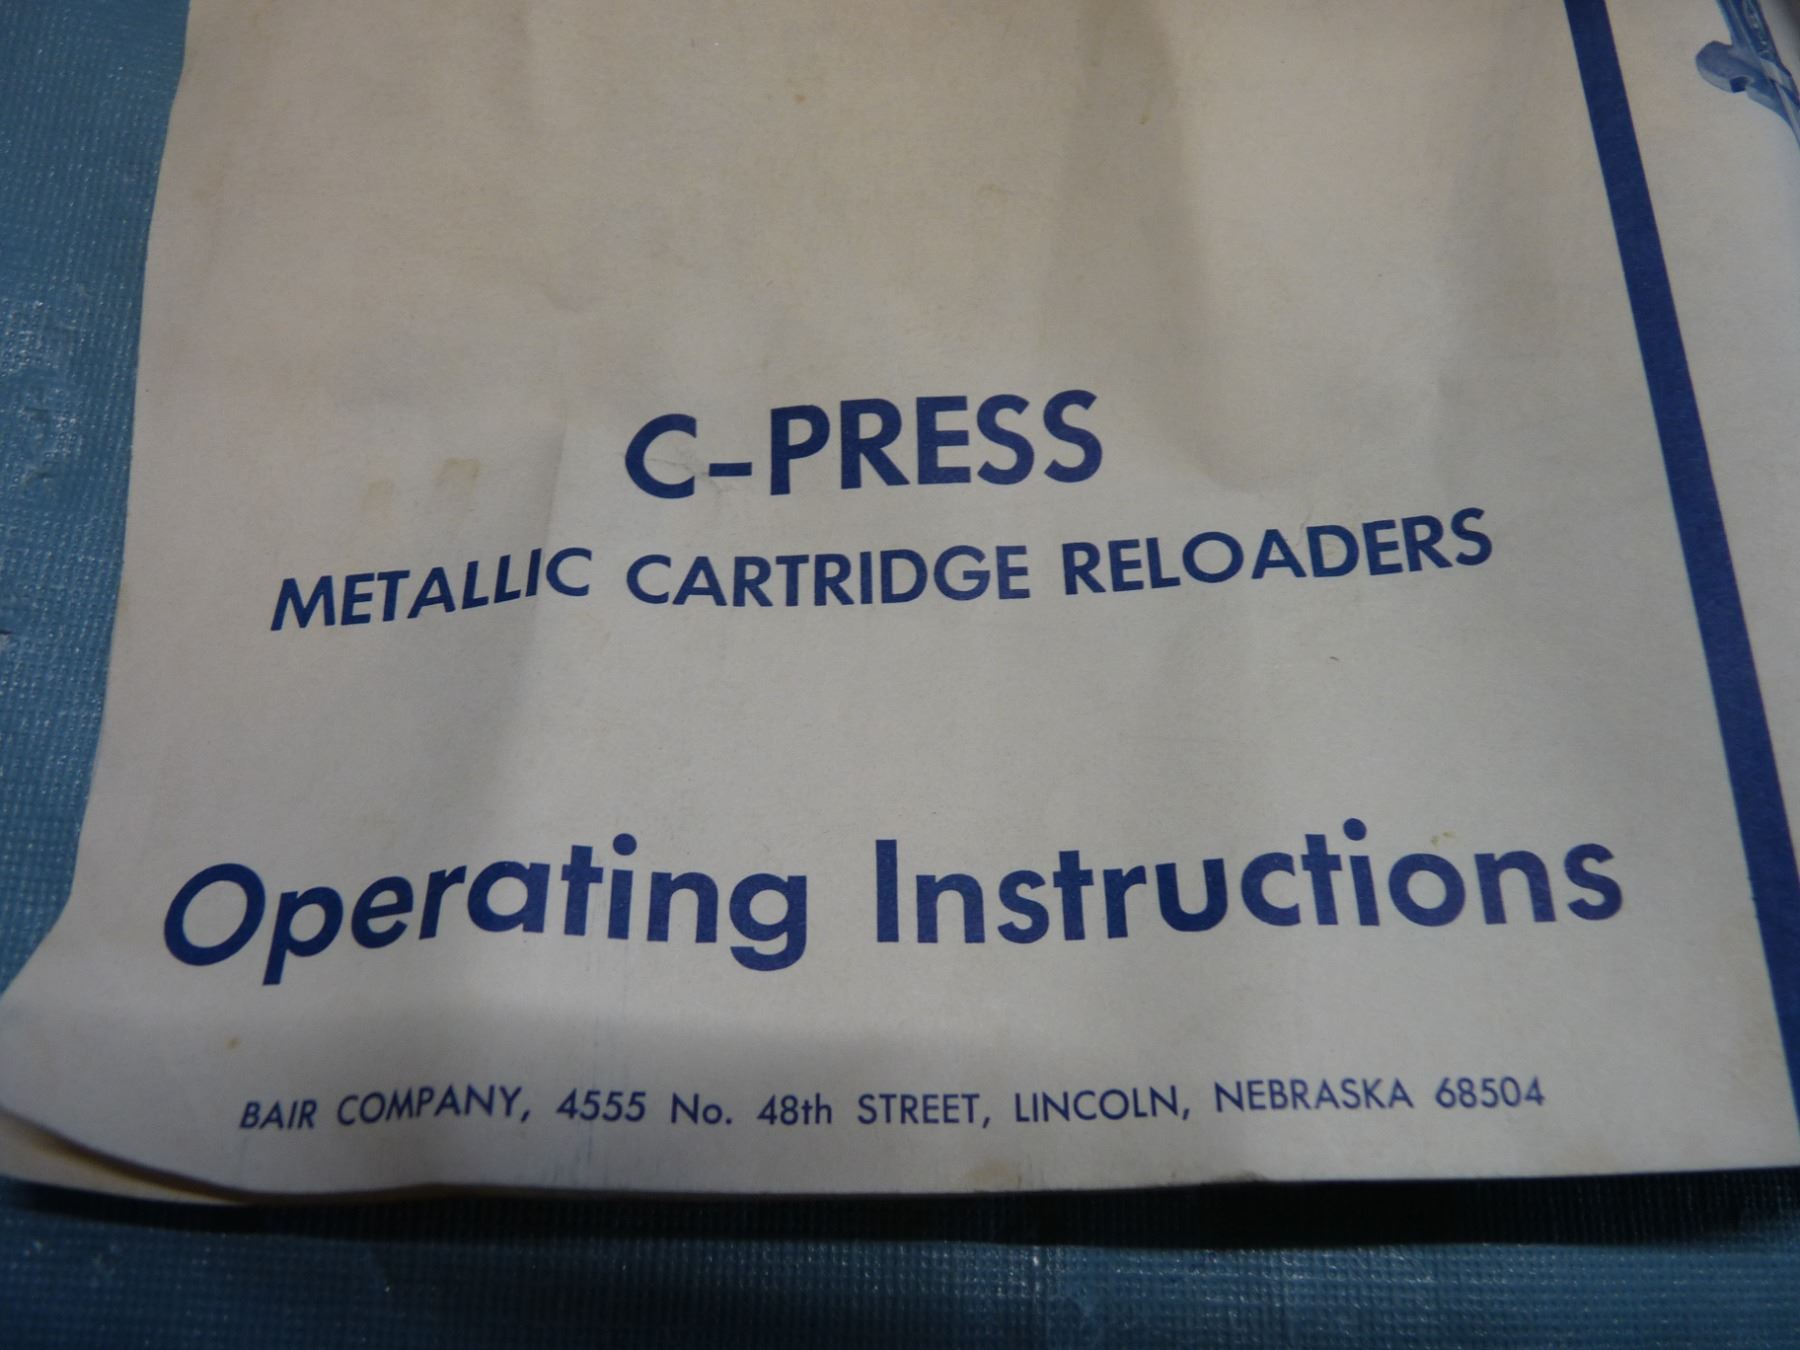 C-PRESS
METALLIC CARTRIDGE RELOADERS
Operating Instructions
BAIR COMPANY, 4555 No. 48th STREET, LINCOLN, NEBRASKA 68504